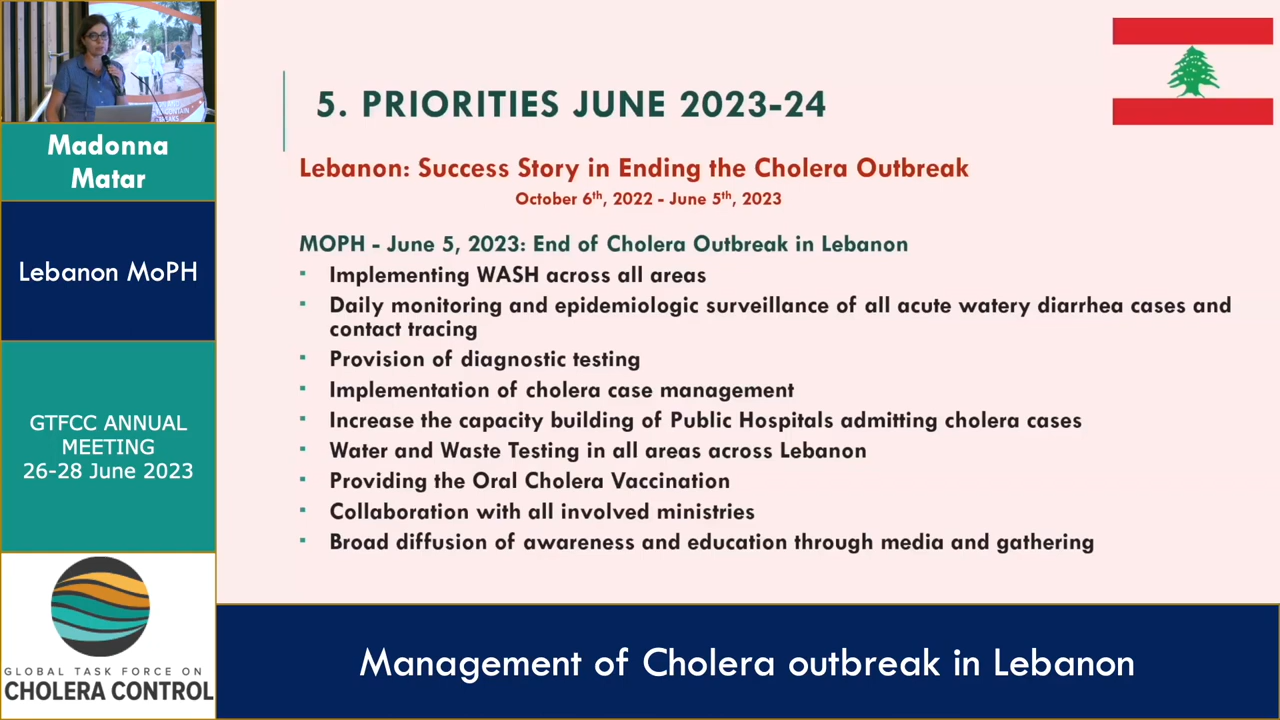 Madonna
Matar
Lebanon MoPH
GTFCC ANNUAL
MEETING
26-28 June 2023
GLOBAL TASK FORCE ON
CHOLERA CONTROL
5. PRIORITIES JUNE 2023-24
Lebanon: Success Story in Ending the Cholera Outbreak
October 6th, 2022 - June 5th, 2023
MOPH - June 5, 2023: End of Cholera Outbreak in Lebanon
▪ Implementing WASH across all areas
▪ Daily monitoring and epidemiologic surveillance of all acute watery diarrhea cases and
contact tracing
▪ Provision of diagnostic testing
▪ Implementation of cholera case management
▪ Increase the capacity building of Public Hospitals admitting cholera cases
▪ Water and Waste Testing in all areas across Lebanon
▪ Providing the Oral Cholera Vaccination
▪ Collaboration with all involved ministries
▪ Broad diffusion of awareness and education through media and gathering
Management of Cholera outbreak in Lebanon